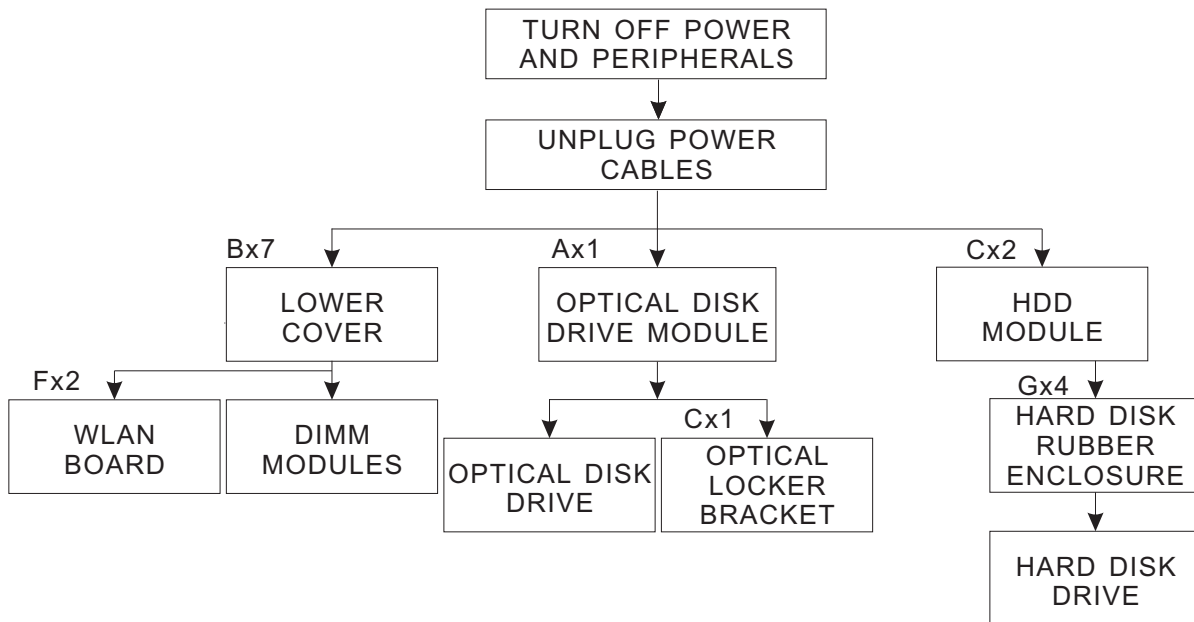 TURN OFF POWER
AND PERIPHERALS
UNPLUG POWER
CABLES
Bx7
LOWER
COVER
Ax1
OPTICAL DISK
DRIVE MODULE
Cx2
HDD
MODULE
Fx2
WLAN
BOARD
DIMM
MODULES
OPTICAL DISK
DRIVE
Cx1
OPTICAL
LOCKER
BRACKET
Gx4
HARD DISK
RUBBER
ENCLOSURE
HARD DISK
DRIVE